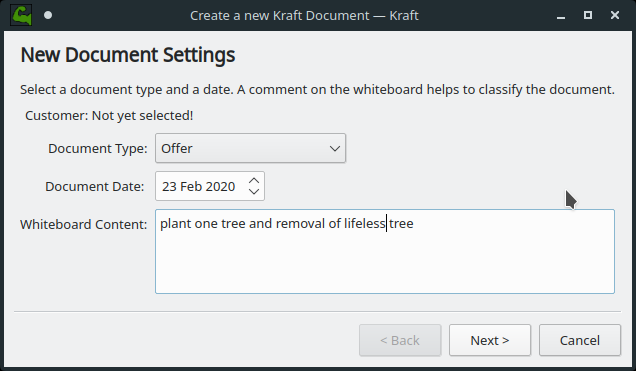 Create a new Kraft Document — Kraft
New Document Settings
Select a document type and a date. A comment on the whiteboard helps to classify the document.
Customer: Not yet selected!
Document Type: Offer
Document Date: 23 Feb 2020
Whiteboard Content: plant one tree and removal of lifeless tree
< Back Next > Cancel